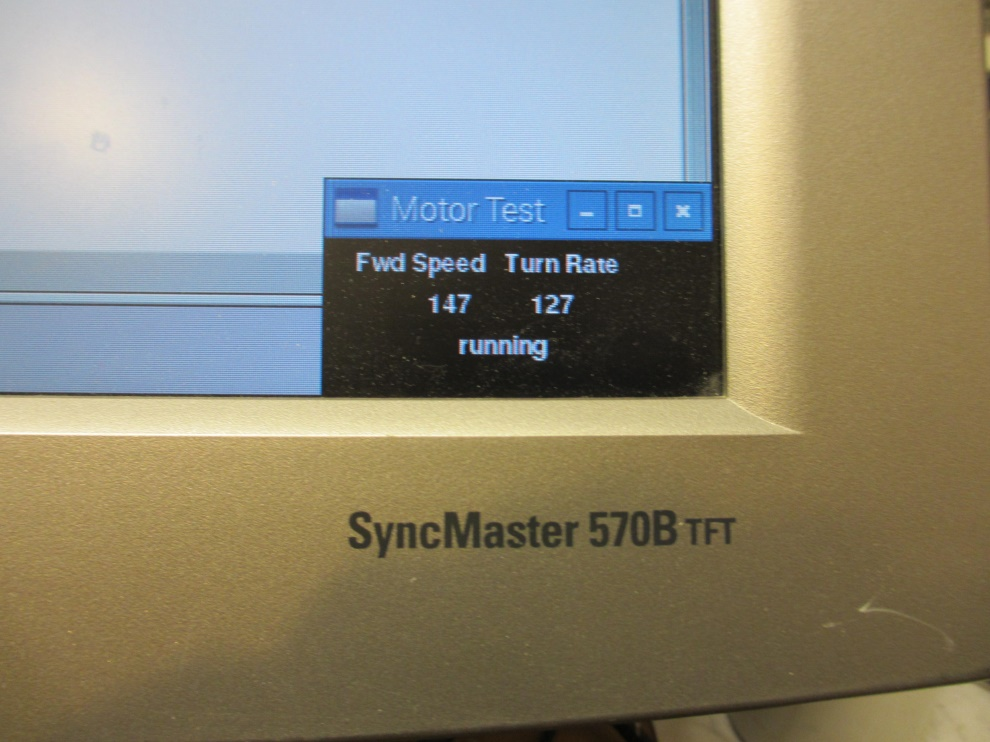 Motor Test
Fwd Speed Turn Rate
147 127
running
SyncMaster 570B TFT